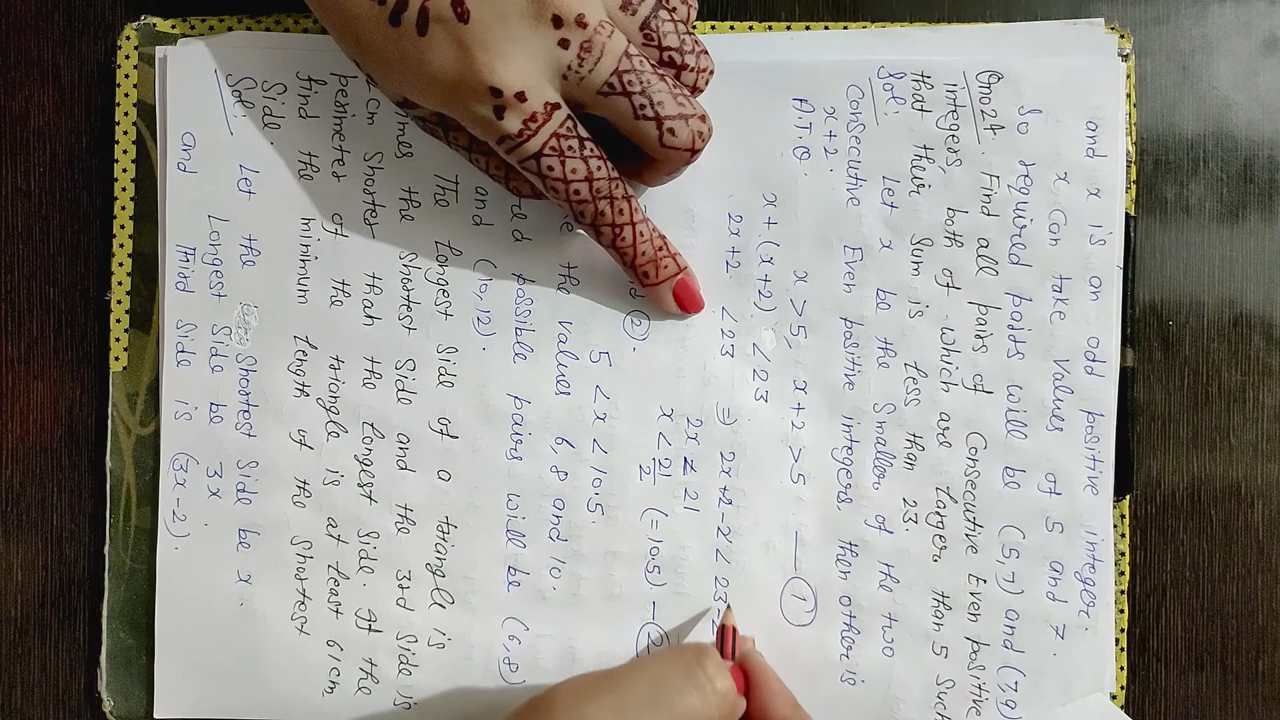 and x is an odd positive integer.
x Can take values of 5 and 7.
So required pairs will be (5,7) and (7,9)
Qno24. Find all pairs of Consecutive Even positive
integers, both of which are larger than 5 such
that their Sum is less than 23.
Sol: Let x be the Smaller of the two
Consecutive Even positive integers, then other is
x+2.
A.T.Q. x > 5, x+2 > 5 — ①
x + (x+2) < 23
2x+2 < 23 ⇒ 2x+2-2 < 23-2
2x < 21
x < 21/2 (= 10.5) — ②
②.
5 < x < 10.5.
the values 6, 8 and 10.
possible pairs will be (6,8)
and (10,12).
The Longest Side of a triangle is
the Shortest Side and the 3rd Side is
cm Shorter than the Longest Side. If the
perimeter of the triangle is at least 61cm
find the minimum length of the Shortest
Side.
Sol: Let the Shortest Side be x.
Longest Side be 3x
and Third Side is (3x-2).